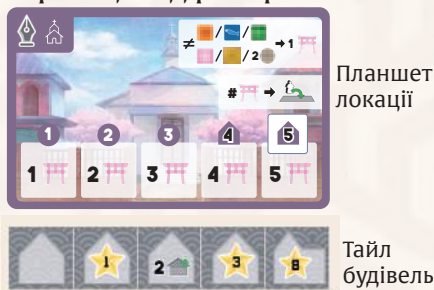 ≠ / / / / / 2 → 1
Планшет
локації
# →
1 2 3 4 5
1 2 3 4 5
1 2 3 8
Тайл
будівель